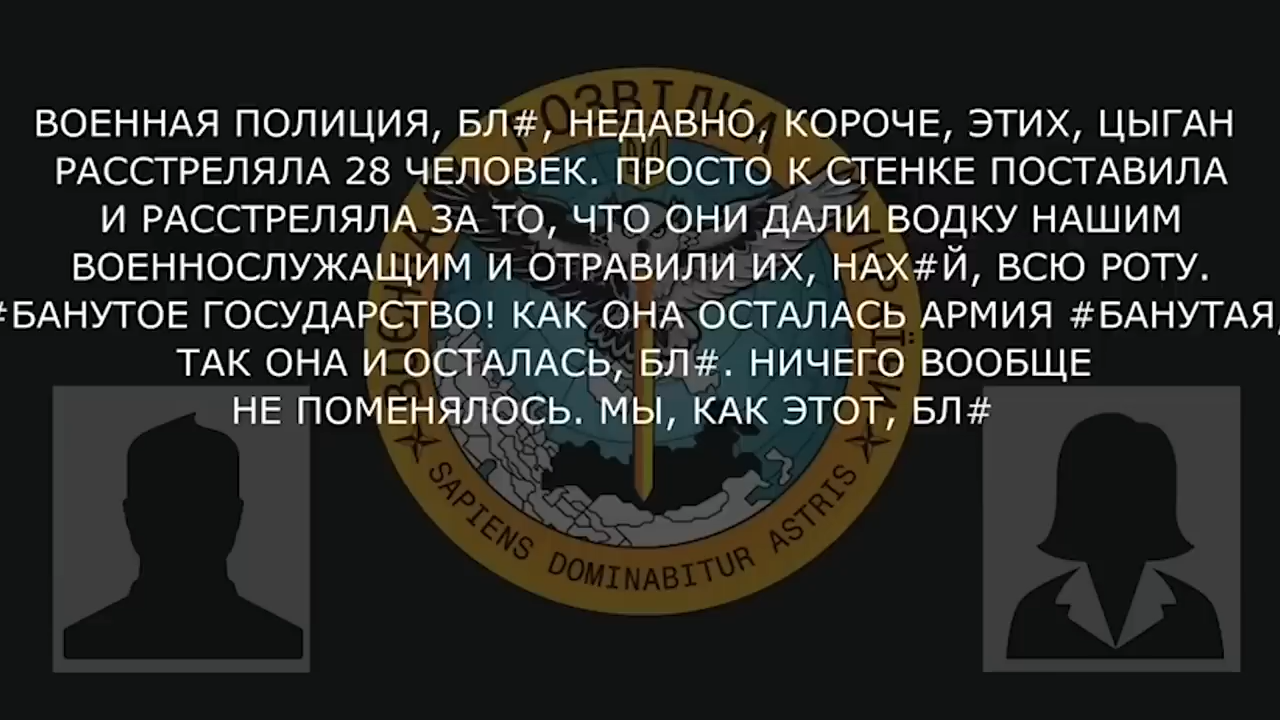 ВОЕННАЯ ПОЛИЦИЯ, БЛ#, НЕДАВНО, КОРОЧЕ, ЭТИХ, ЦЫГАН
РАССТРЕЛЯЛА 28 ЧЕЛОВЕК. ПРОСТО К СТЕНКЕ ПОСТАВИЛА
И РАССТРЕЛЯЛА ЗА ТО, ЧТО ОНИ ДАЛИ ВОДКУ НАШИМ
ВОЕННОСЛУЖАЩИМ И ОТРАВИЛИ ИХ, НАХ#Й, ВСЮ РОТУ.
#БАНУТОЕ ГОСУДАРСТВО! КАК ОНА ОСТАЛАСЬ АРМИЯ #БАНУТАЯ,
ТАК ОНА И ОСТАЛАСЬ, БЛ#. НИЧЕГО ВООБЩЕ
НЕ ПОМЕНЯЛОСЬ. МЫ, КАК ЭТОТ, БЛ#
РОЗВІДКА
SAPIENS DOMINABITUR ASTRIS